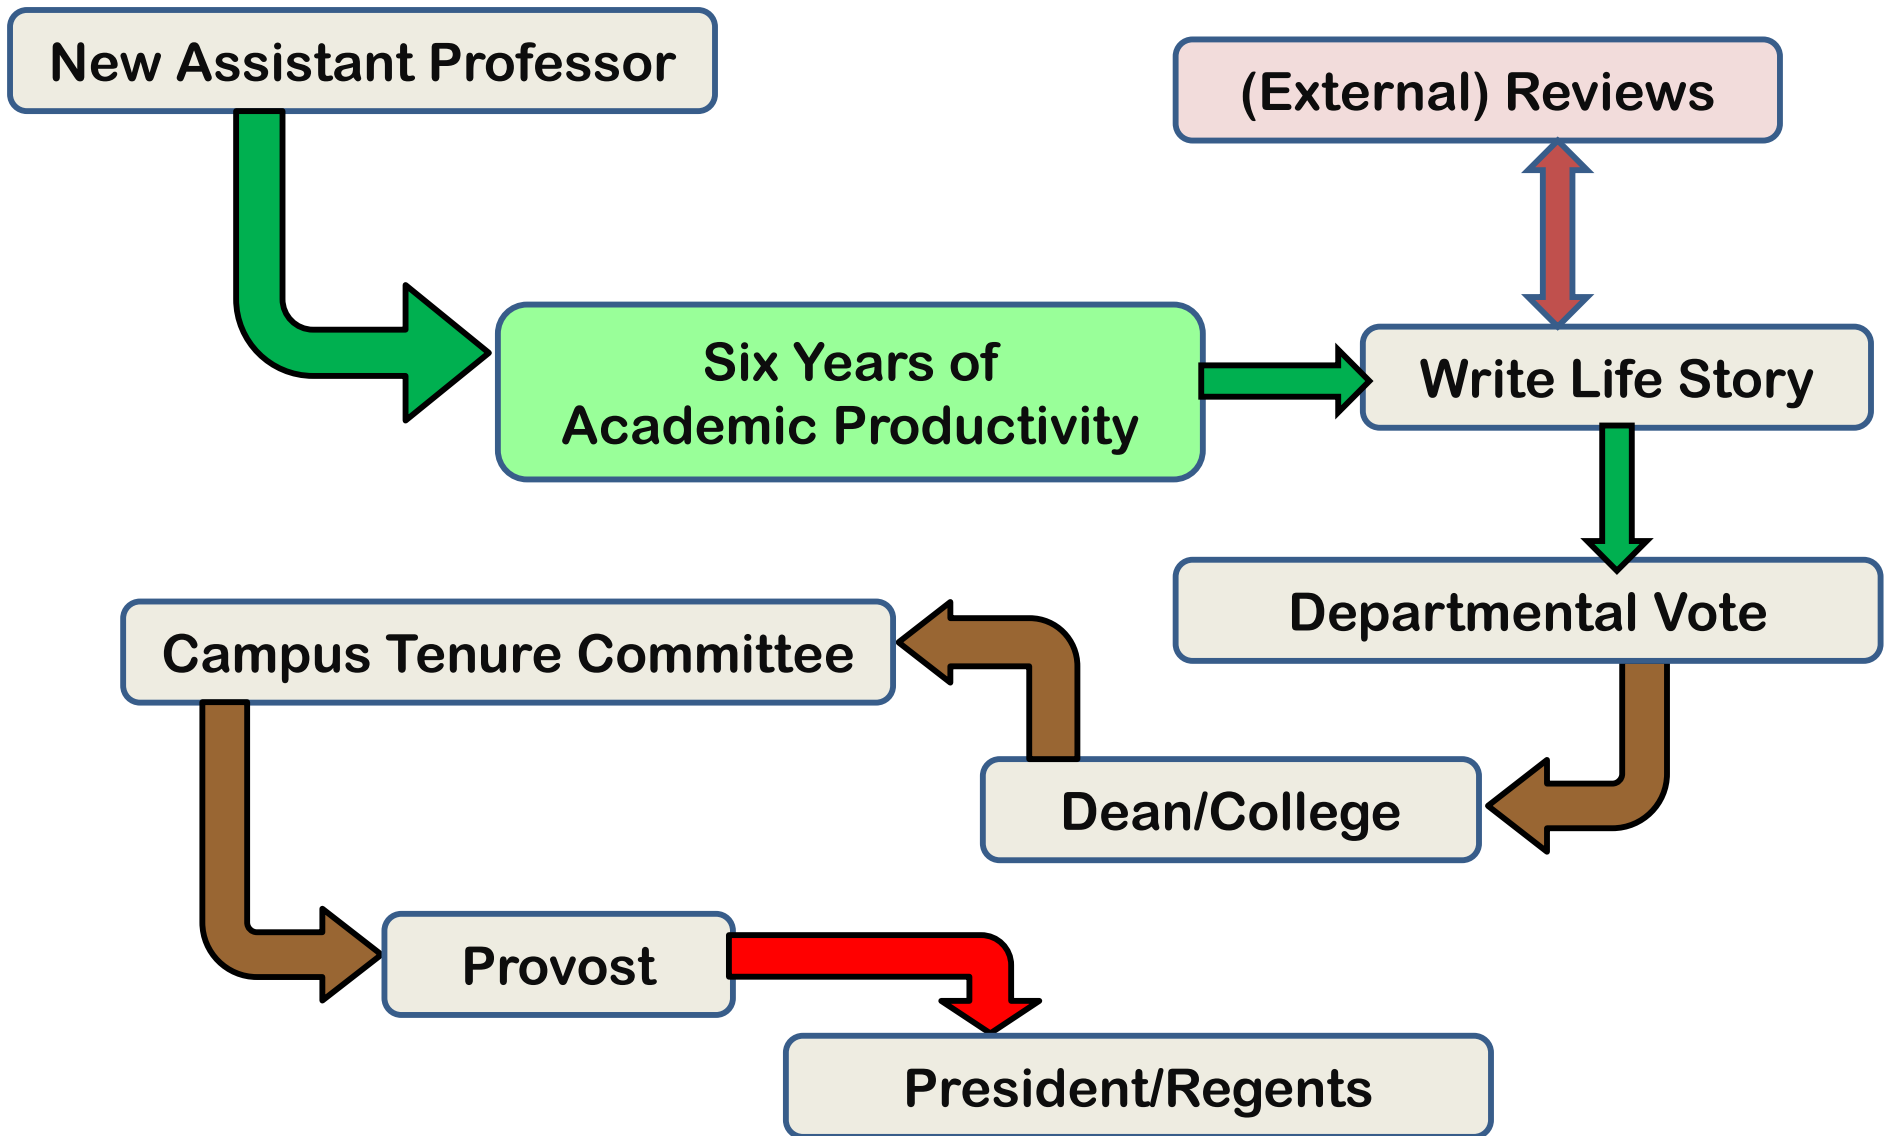 New Assistant Professor
(External) Reviews
Six Years of
Academic Productivity
Write Life Story
Departmental Vote
Campus Tenure Committee
Dean/College
Provost
President/Regents